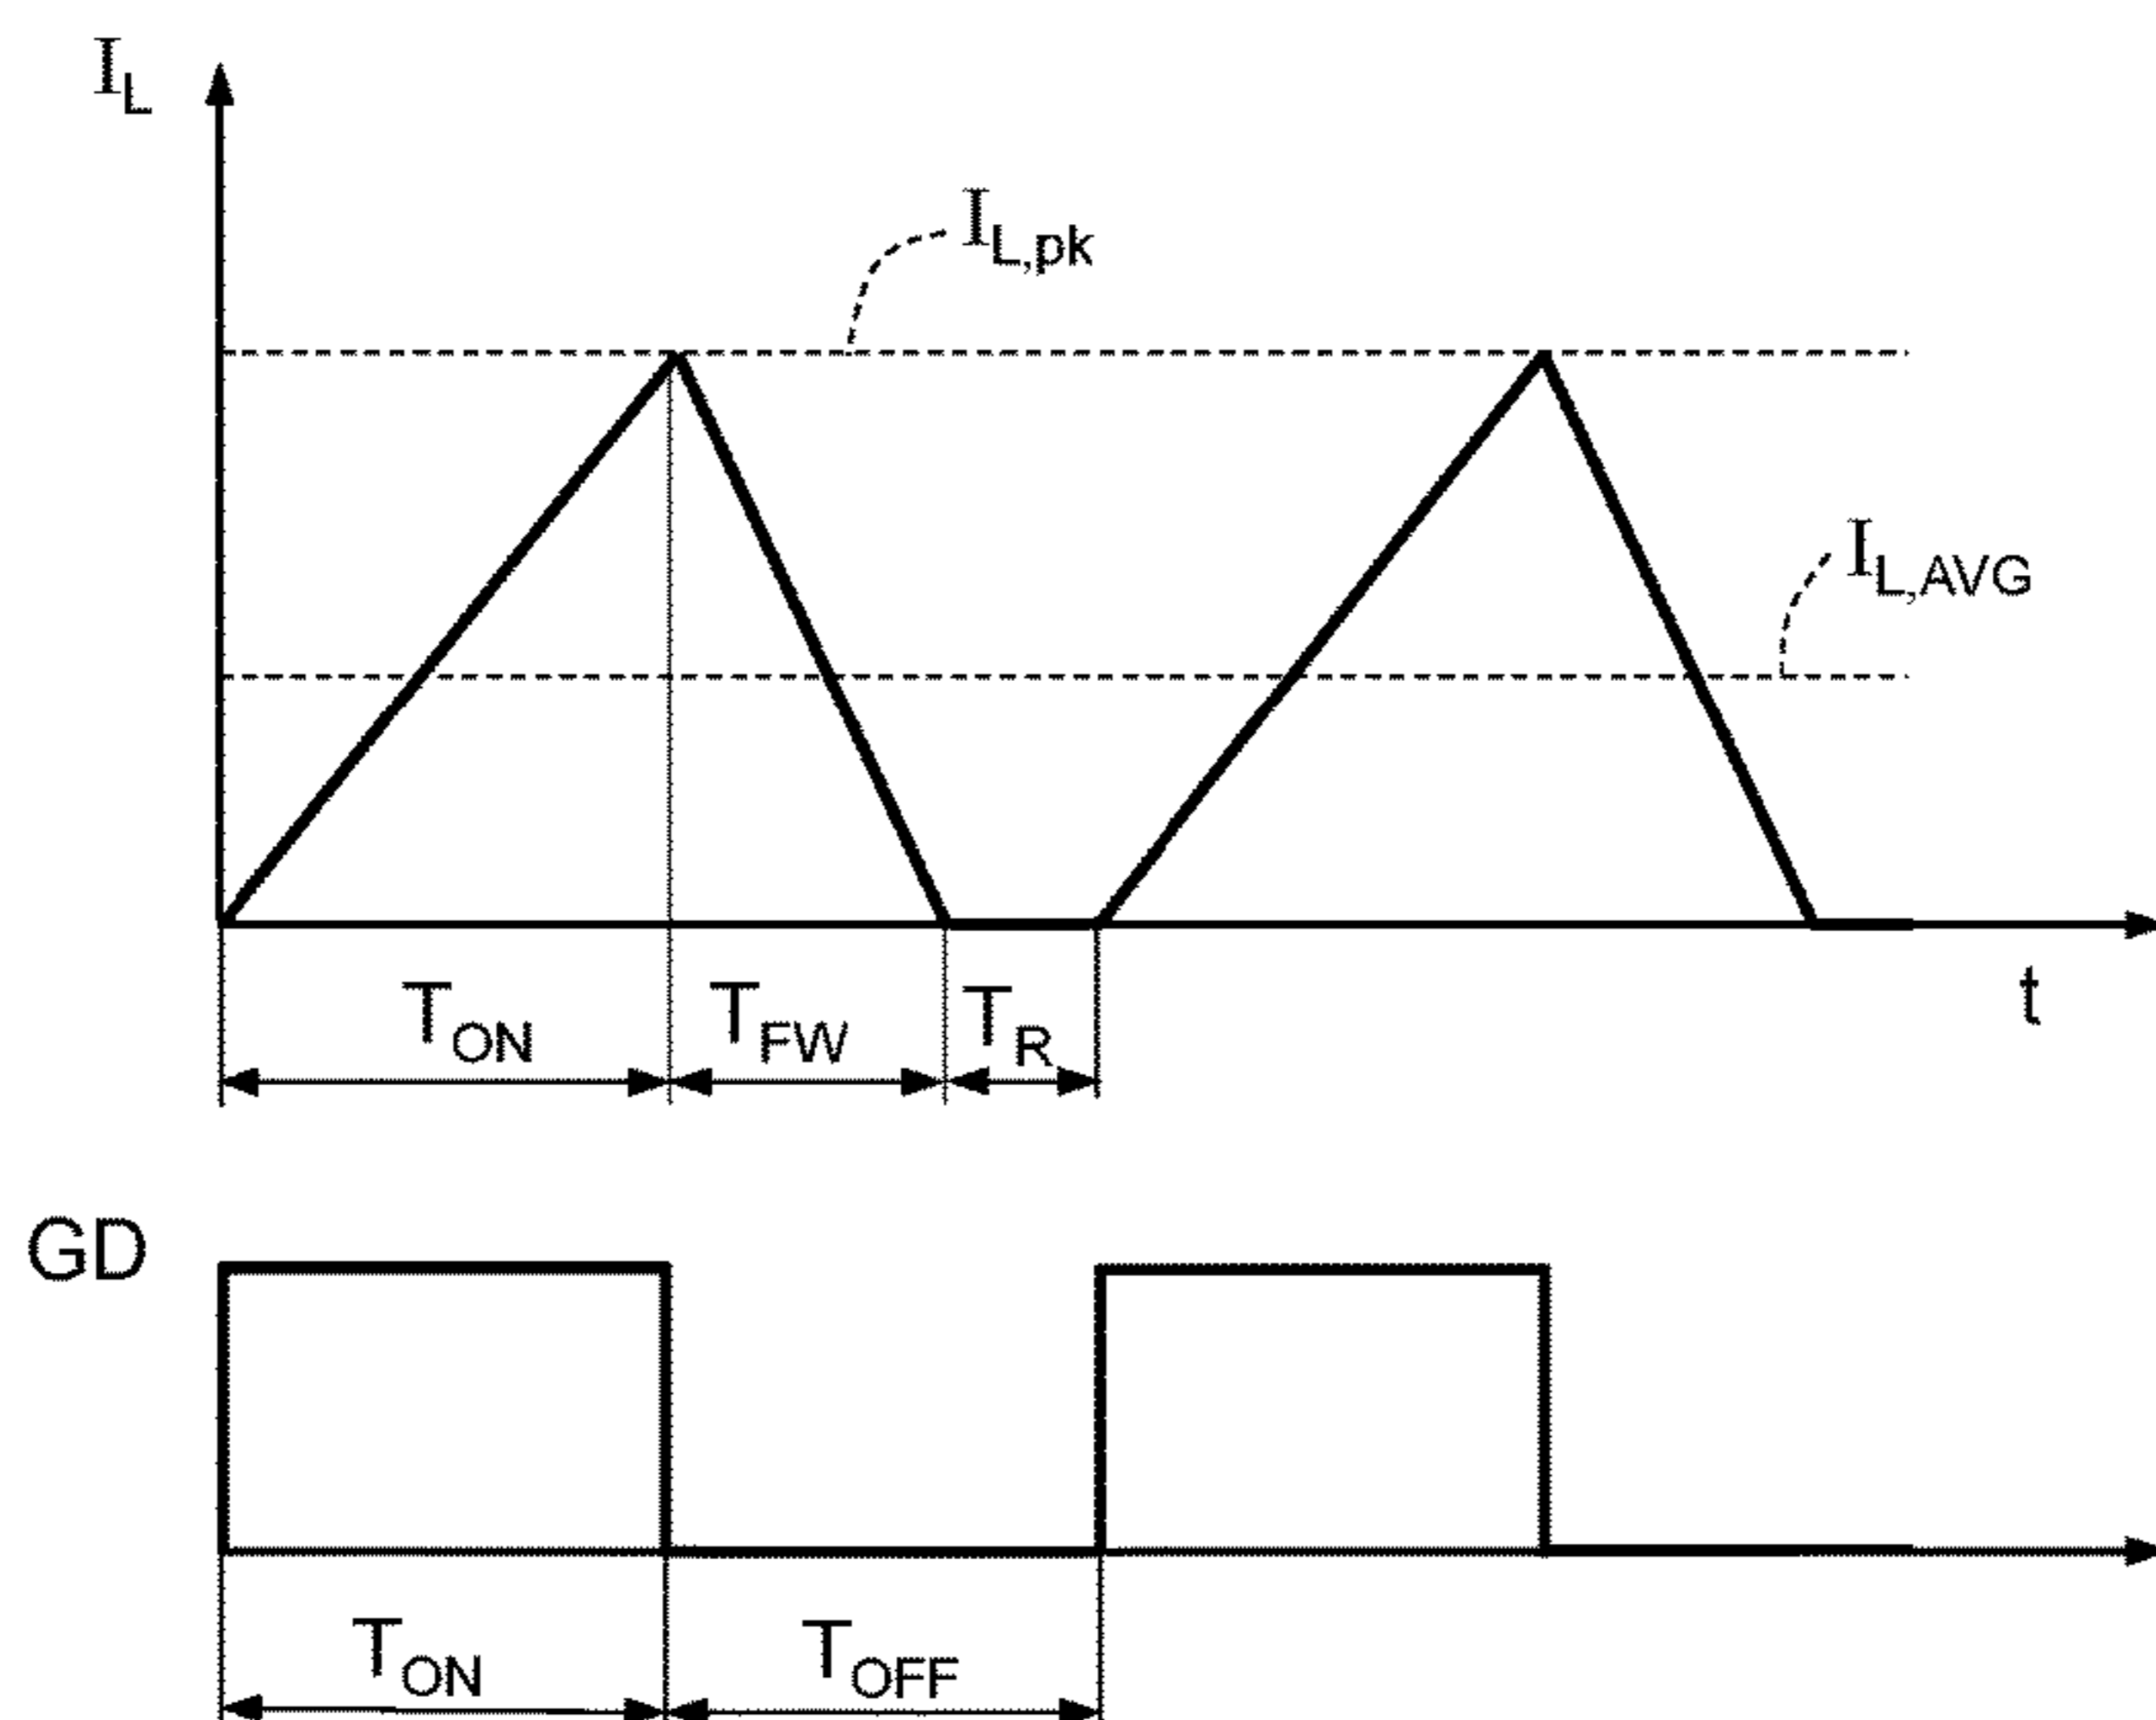 I_L
I_L,pk
I_L,AVG
T_ON T_FW T_R
t
GD
T_ON T_OFF